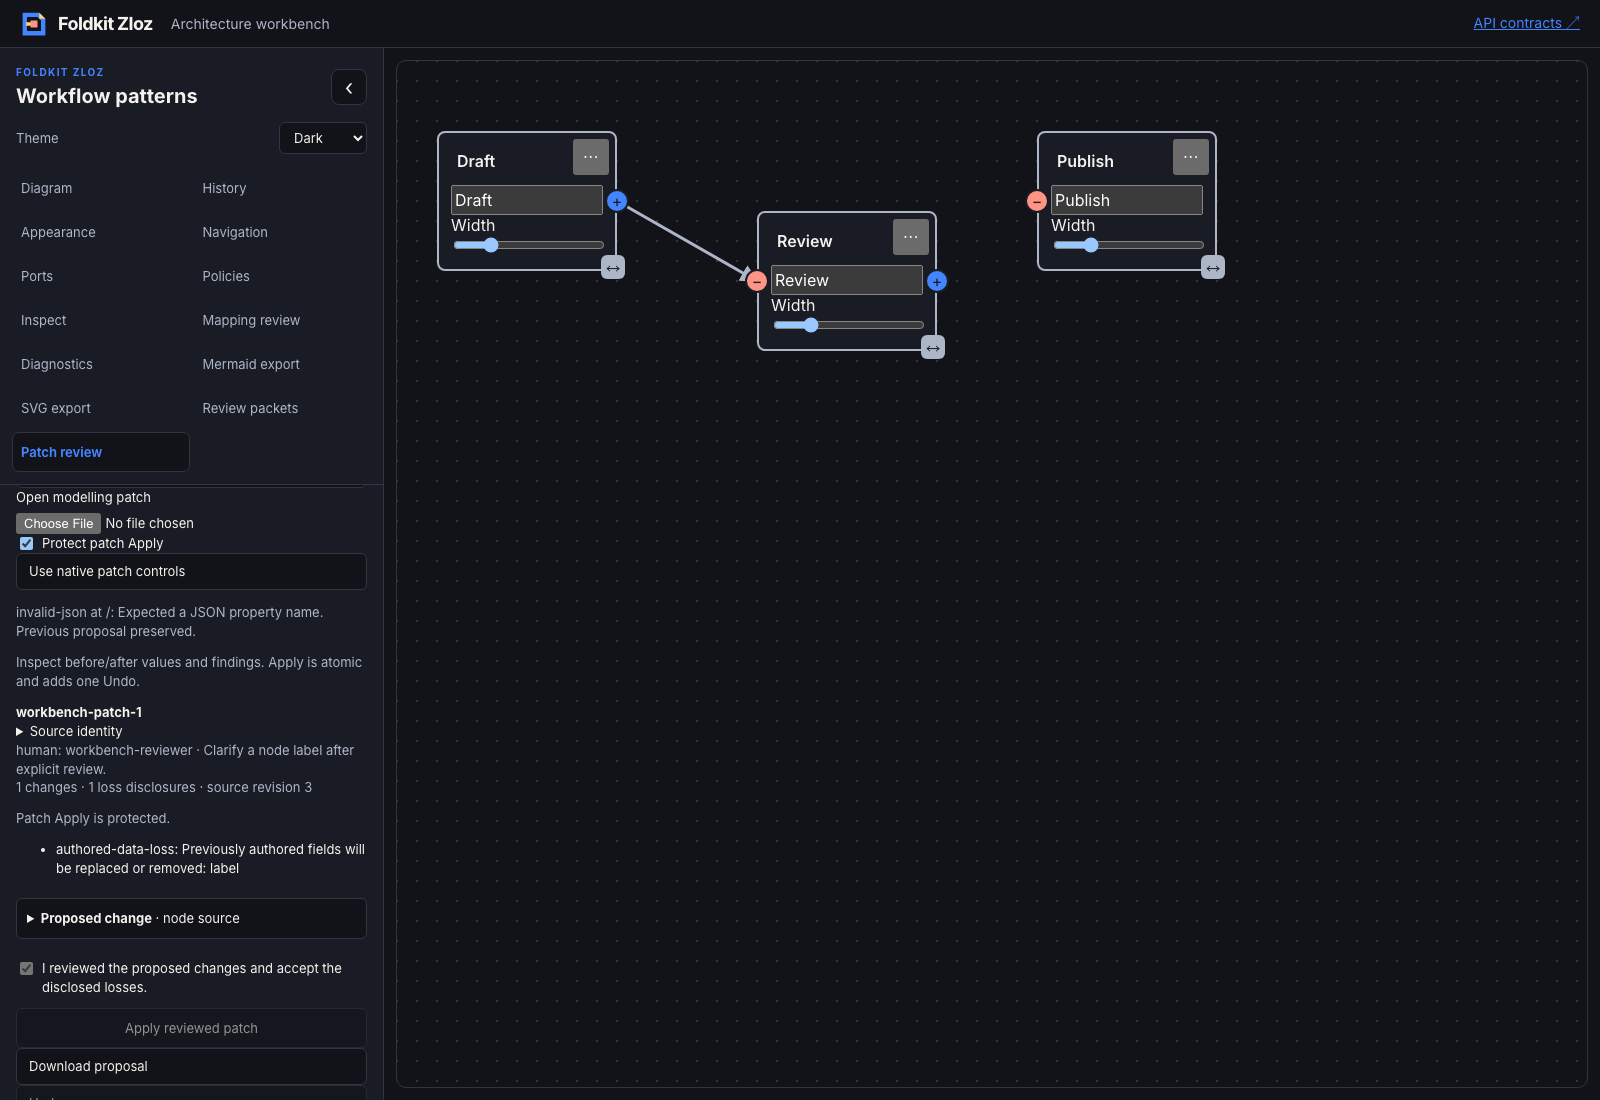 Foldkit Zloz
Architecture workbench
API contracts ↗
FOLDKIT ZLOZ
Workflow patterns
Theme
Dark
Diagram
History
Appearance
Navigation
Ports
Policies
Inspect
Mapping review
Diagnostics
Mermaid export
SVG export
Review packets
Patch review
Open modelling patch
Choose File No file chosen
Protect patch Apply
Use native patch controls
invalid-json at /: Expected a JSON property name.
Previous proposal preserved.
Inspect before/after values and findings. Apply is atomic
and adds one Undo.
workbench-patch-1
Source identity
human: workbench-reviewer · Clarify a node label after
explicit review.
1 changes · 1 loss disclosures · source revision 3
Patch Apply is protected.
authored-data-loss: Previously authored fields will
be replaced or removed: label
Proposed change · node source
I reviewed the proposed changes and accept the
disclosed losses.
Apply reviewed patch
Download proposal
Draft
...
Draft
Width
Review
...
Review
Width
Publish
...
Publish
Width